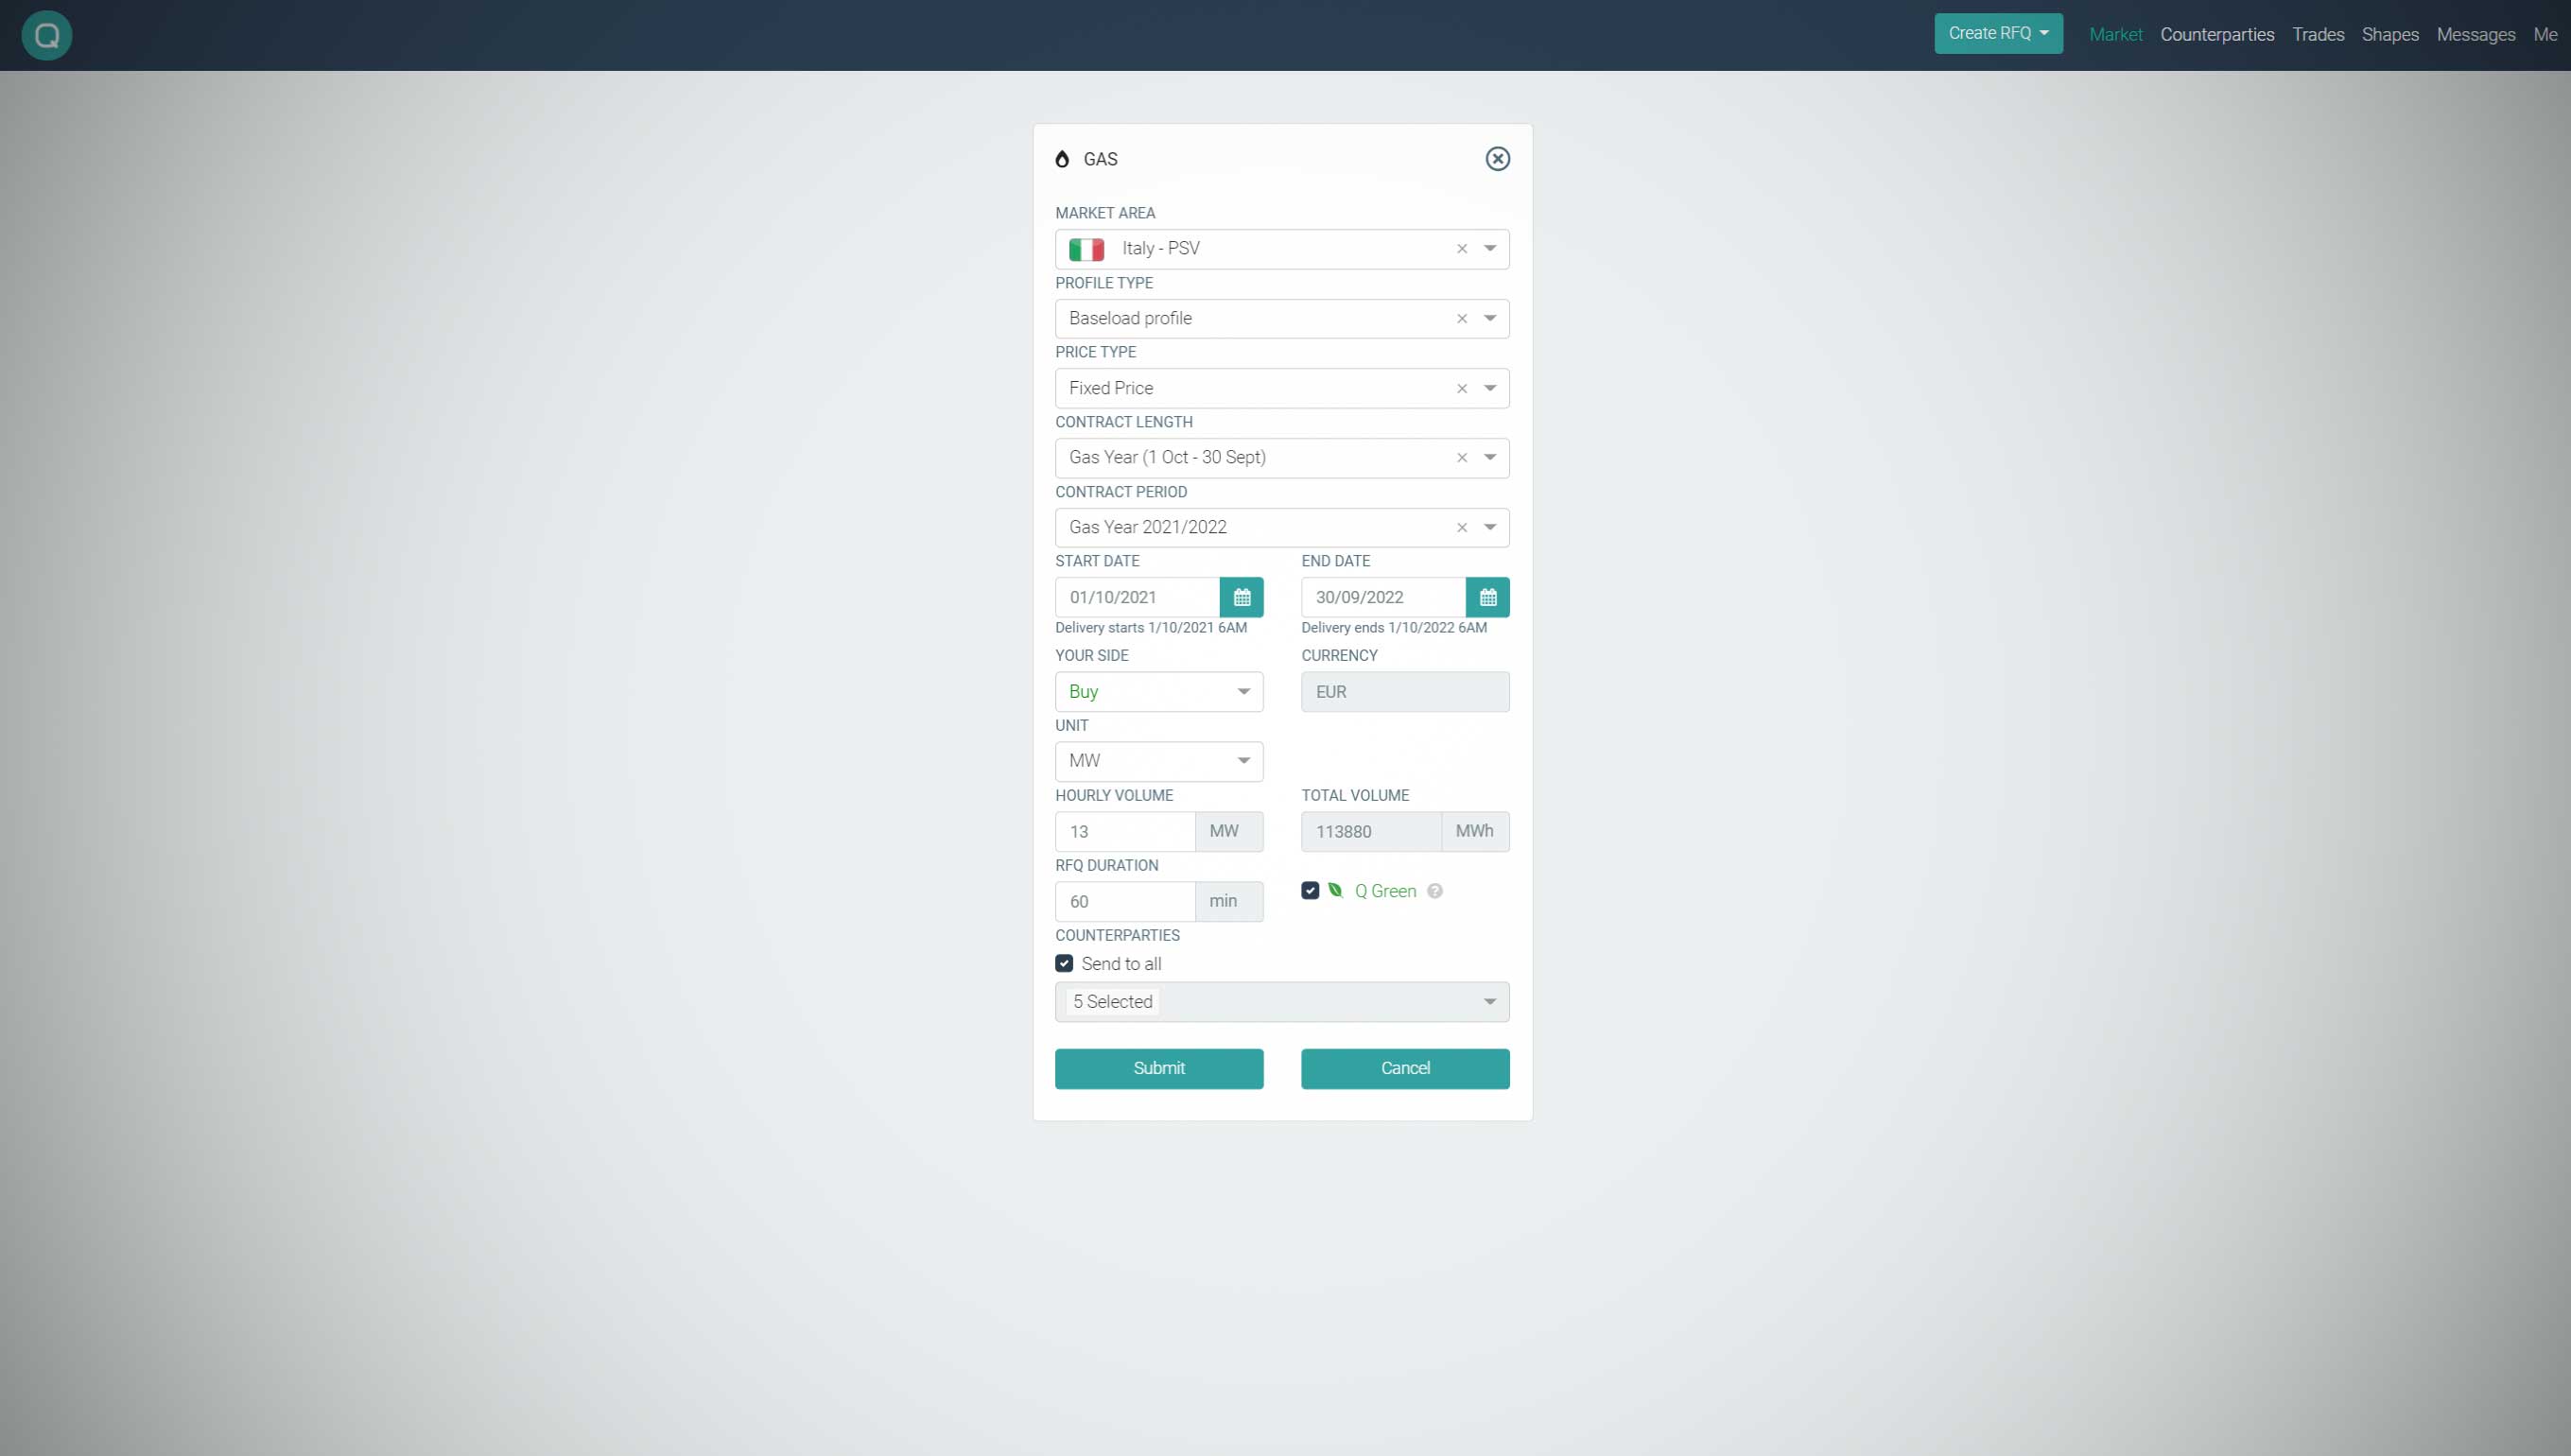 Q
Create RFQ Market Counterparties Trades Shapes Messages Me
GAS
MARKET AREA
Italy - PSV
PROFILE TYPE
Baseload profile
PRICE TYPE
Fixed Price
CONTRACT LENGTH
Gas Year (1 Oct - 30 Sept)
CONTRACT PERIOD
Gas Year 2021/2022
START DATE END DATE
01/10/2021 30/09/2022
Delivery starts 1/10/2021 6AM Delivery ends 1/10/2022 6AM
YOUR SIDE CURRENCY
Buy EUR
UNIT
MW
HOURLY VOLUME TOTAL VOLUME
13 MW 113880 MWh
RFQ DURATION
60 min Q Green ?
COUNTERPARTIES
Send to all
5 Selected
Submit Cancel